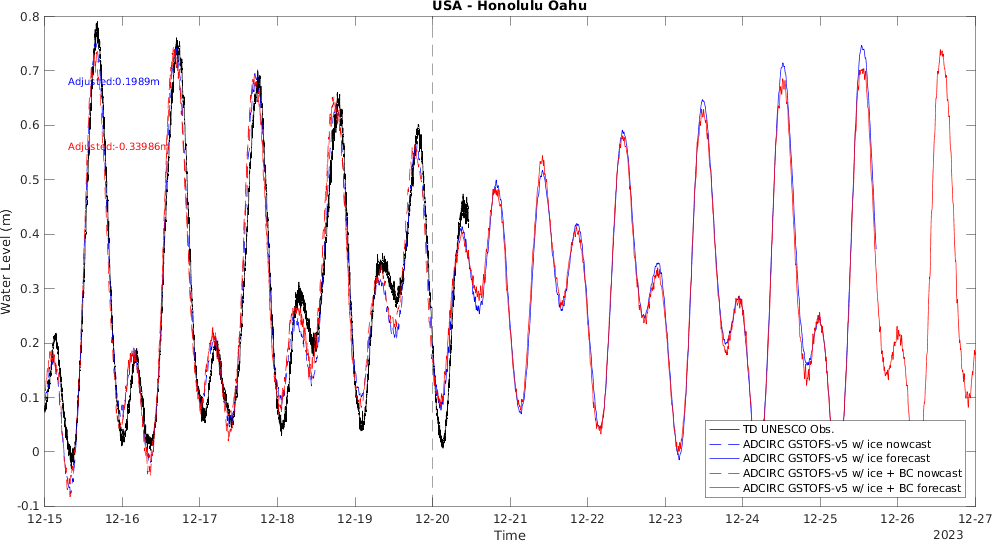 USA - Honolulu Oahu
Water Level (m)
0.8
0.7
0.6
0.5
0.4
0.3
0.2
0.1
0
-0.1
Adjusted:0.1989m
Adjusted:-0.33986m
TD UNESCO Obs.
ADCIRC GSTOFS-v5 w/ ice nowcast
ADCIRC GSTOFS-v5 w/ ice forecast
ADCIRC GSTOFS-v5 w/ ice + BC nowcast
ADCIRC GSTOFS-v5 w/ ice + BC forecast
12-15 12-16 12-17 12-18 12-19 12-20 12-21 12-22 12-23 12-24 12-25 12-26 12-27
Time
2023